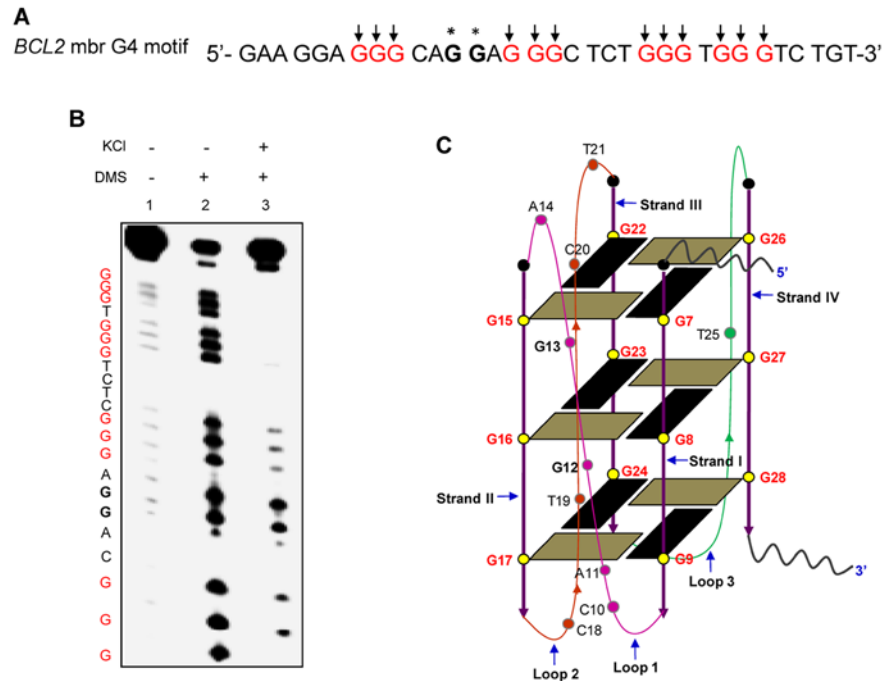 A
* *
BCL2 mbr G4 motif 5'- GAA GGA GGG CAG GAG GGC TCT GGG TGG GTC TGT-3'
B
KCl - - +
DMS - + +
1 2 3
G
G
G
T
G
G
G
T
C
T
C
G
G
G
A
G
G
A
C
G
G
G
C
T21
Strand III
A14
G22
G26
C20
5'
Strand IV
G15
G7
T25
G13
G23
G27
G16
G8
G12
G24
Strand I
G28
Strand II
T19
G17
G9
A11
Loop 3
3'
C10
C18
Loop 2
Loop 1